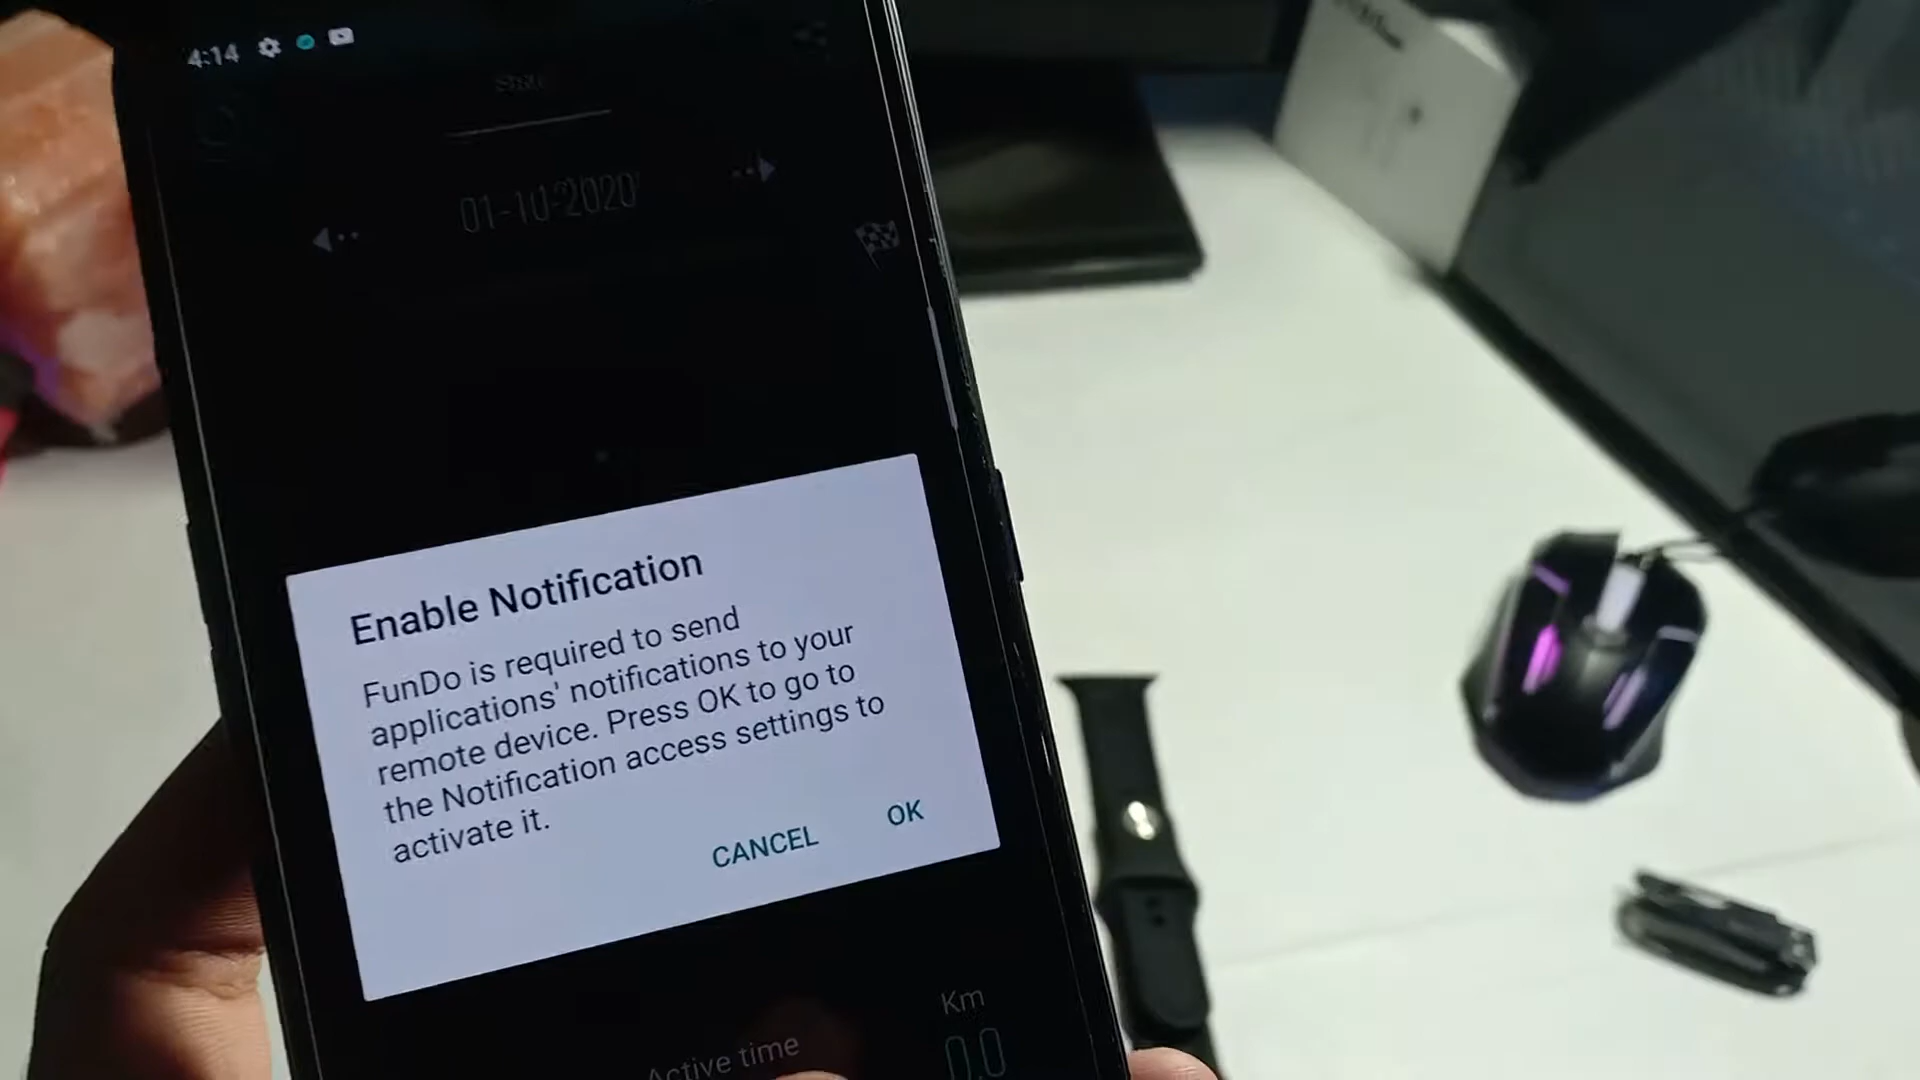 4:14
01-10-2020
Enable Notification
FunDo is required to send
applications' notifications to your
remote device. Press OK to go to
the Notification access settings to
activate it.
CANCEL
OK
Km
Active time
0.0